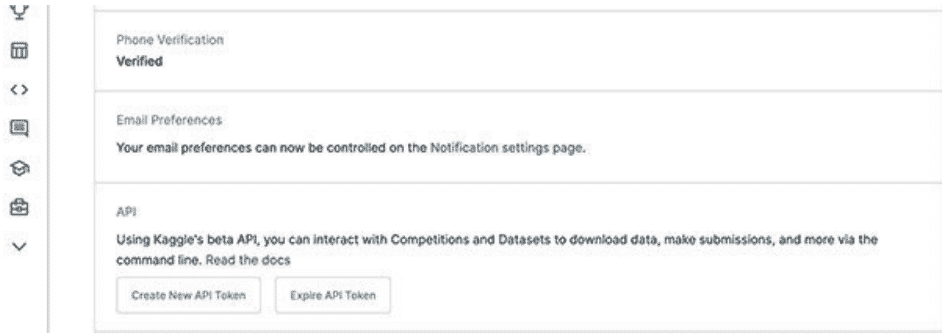 Phone Verification
Verified
Email Preferences
Your email preferences can now be controlled on the Notification settings page.
API
Using Kaggle's beta API, you can interact with Competitions and Datasets to download data, make submissions, and more via the
command line. Read the docs
Create New API Token Expire API Token